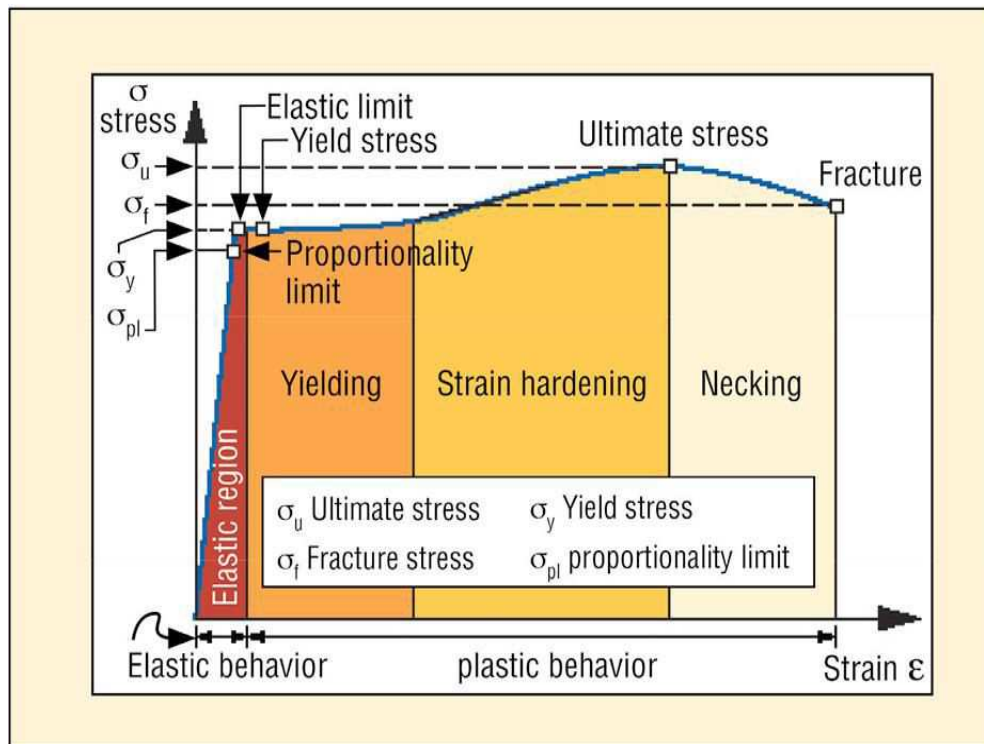 σ
stress
Elastic limit
Yield stress
Ultimate stress
σu
Fracture
σf
Proportionality
limit
σy
σpl
Yielding
Strain hardening
Necking
Elastic region
σu Ultimate stress
σy Yield stress
σf Fracture stress
σpl proportionality limit
Elastic behavior
plastic behavior
Strain ε